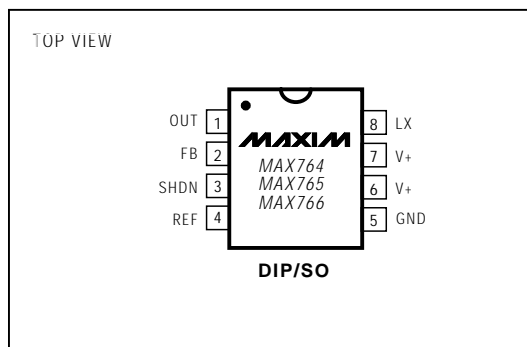 TOP VIEW
OUT 1
FB 2
SHDN 3
REF 4
MAXIM
MAX764
MAX765
MAX766
8 LX
7 V+
6 V+
5 GND
DIP/SO